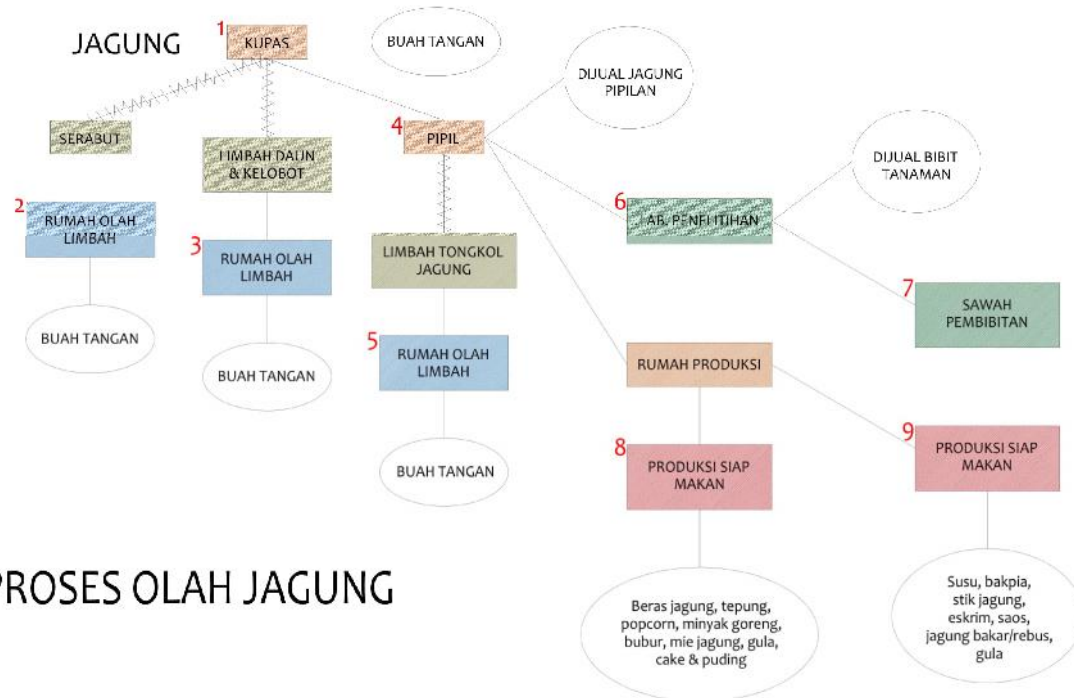 JAGUNG
1
KUPAS
BUAH TANGAN
DIJUAL JAGUNG
PIPILAN
SERABUT
LIMBAH DAUN
& KELOBOT
4
PIPIL
DIJUAL BIBIT
TANAMAN
2
RUMAH OLAH
LIMBAH
3
RUMAH OLAH
LIMBAH
LIMBAH TONGKOL
JAGUNG
6
LAB. PENELITIHAN
7
SAWAH
PEMBIBITAN
BUAH TANGAN
BUAH TANGAN
5
RUMAH OLAH
LIMBAH
RUMAH PRODUKSI
BUAH TANGAN
8
PRODUKSI SIAP
MAKAN
9
PRODUKSI SIAP
MAKAN
PROSES OLAH JAGUNG
Beras jagung, tepung,
popcorn, minyak goreng,
bubur, mie jagung, gula,
cake & puding
Susu, bakpia,
stik jagung,
eskrim, saos,
jagung bakar/rebus,
gula